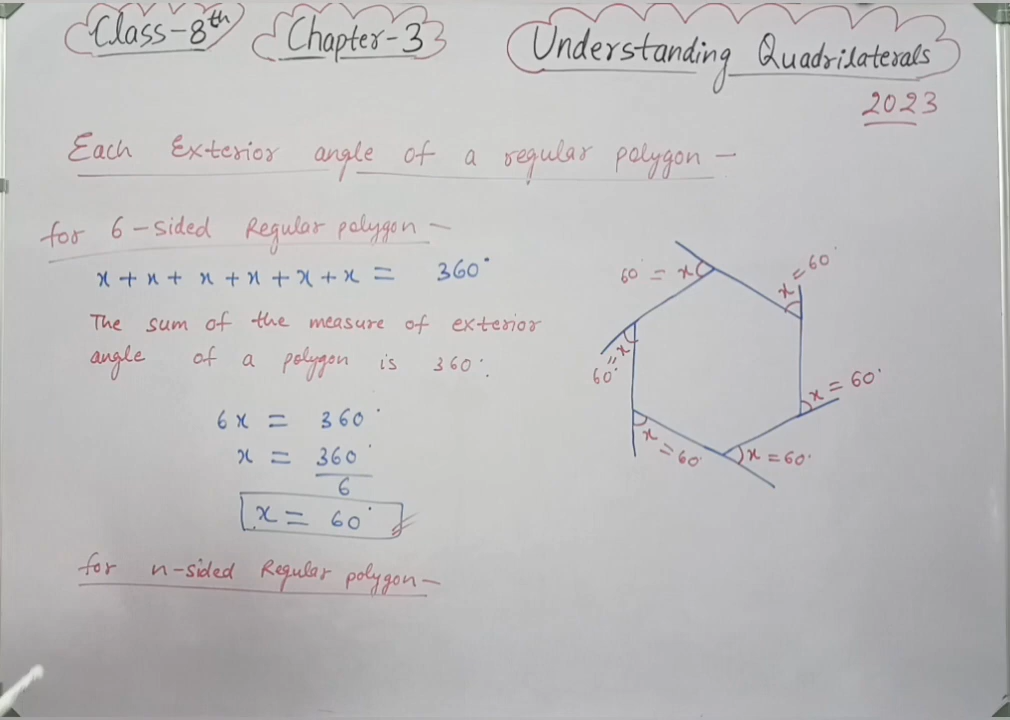 Class-8th Chapter-3 Understanding Quadrilaterals
2023
Each Exterior angle of a regular polygon -
for 6-sided Regular polygon -
x + x + x + x + x + x = 360°
The sum of the measure of exterior
angle of a polygon is 360°.
6x = 360°
x = 360°
6
x = 60°
for n-sided Regular polygon -
60° = x
x = 60°
x = 60°
x = 60°
x = 60°
x = 60°